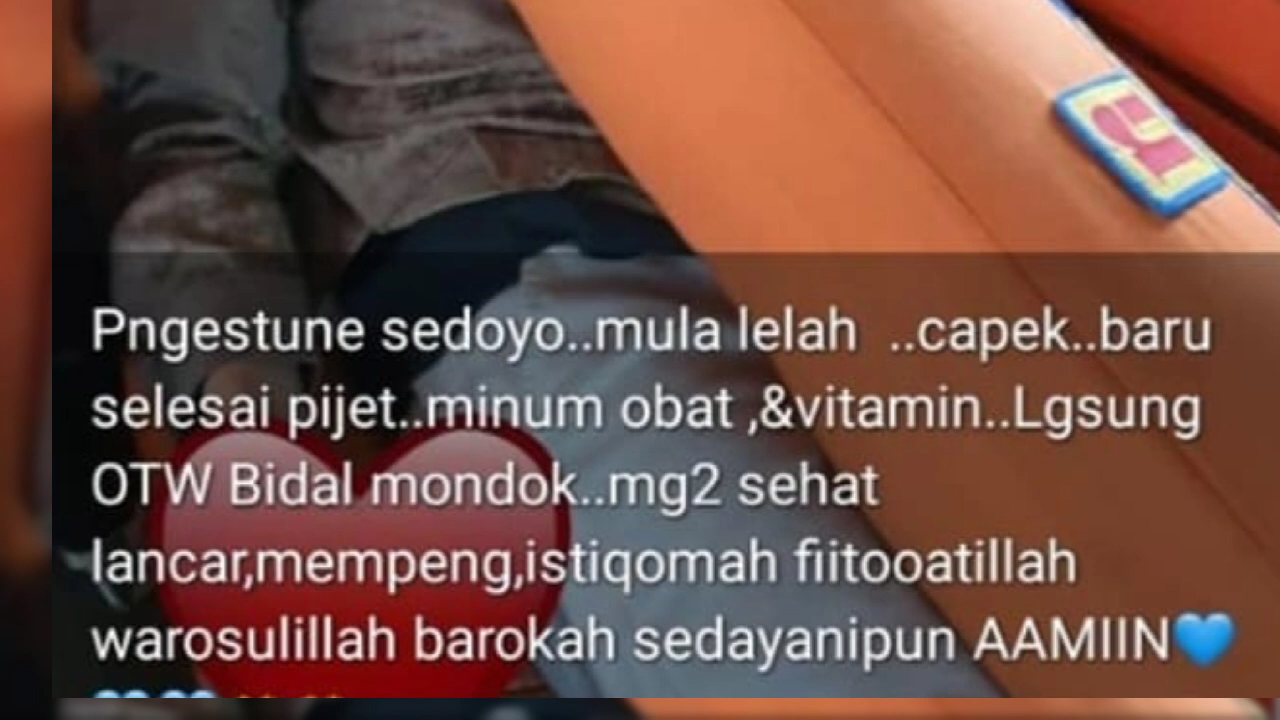 Pngestune sedoyo..mula lelah ..capek..baru
selesai pijet..minum obat ,&vitamin..Lgsung
OTW Bidal mondok..mg2 sehat
lancar,mempeng,istiqomah fiitooatillah
warosulillah barokah sedayanipun AAMIIN💙